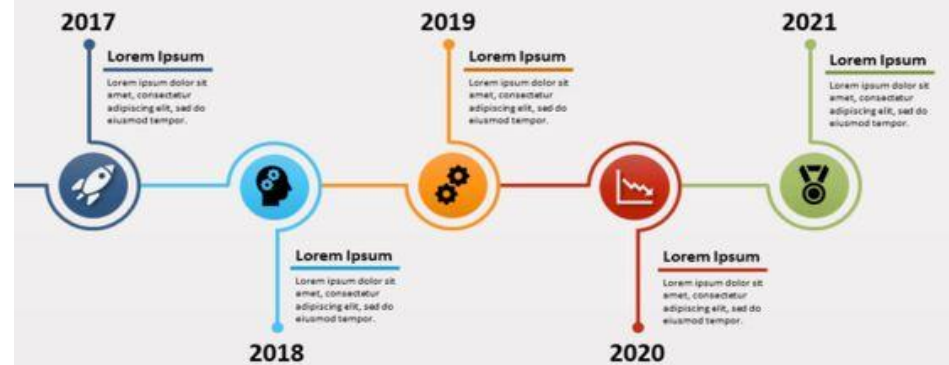 2017
Lorem Ipsum
Lorem ipsum dolor sit
amet, consectetur
adipiscing elit, sed do
eiusmod tempor.
2019
Lorem Ipsum
Lorem ipsum dolor sit
amet, consectetur
adipiscing elit, sed do
eiusmod tempor.
2021
Lorem Ipsum
Lorem ipsum dolor sit
amet, consectetur
adipiscing elit, sed do
eiusmod tempor.
Lorem Ipsum
Lorem ipsum dolor sit
amet, consectetur
adipiscing elit, sed do
eiusmod tempor.
2018
Lorem Ipsum
Lorem ipsum dolor sit
amet, consectetur
adipiscing elit, sed do
eiusmod tempor.
2020